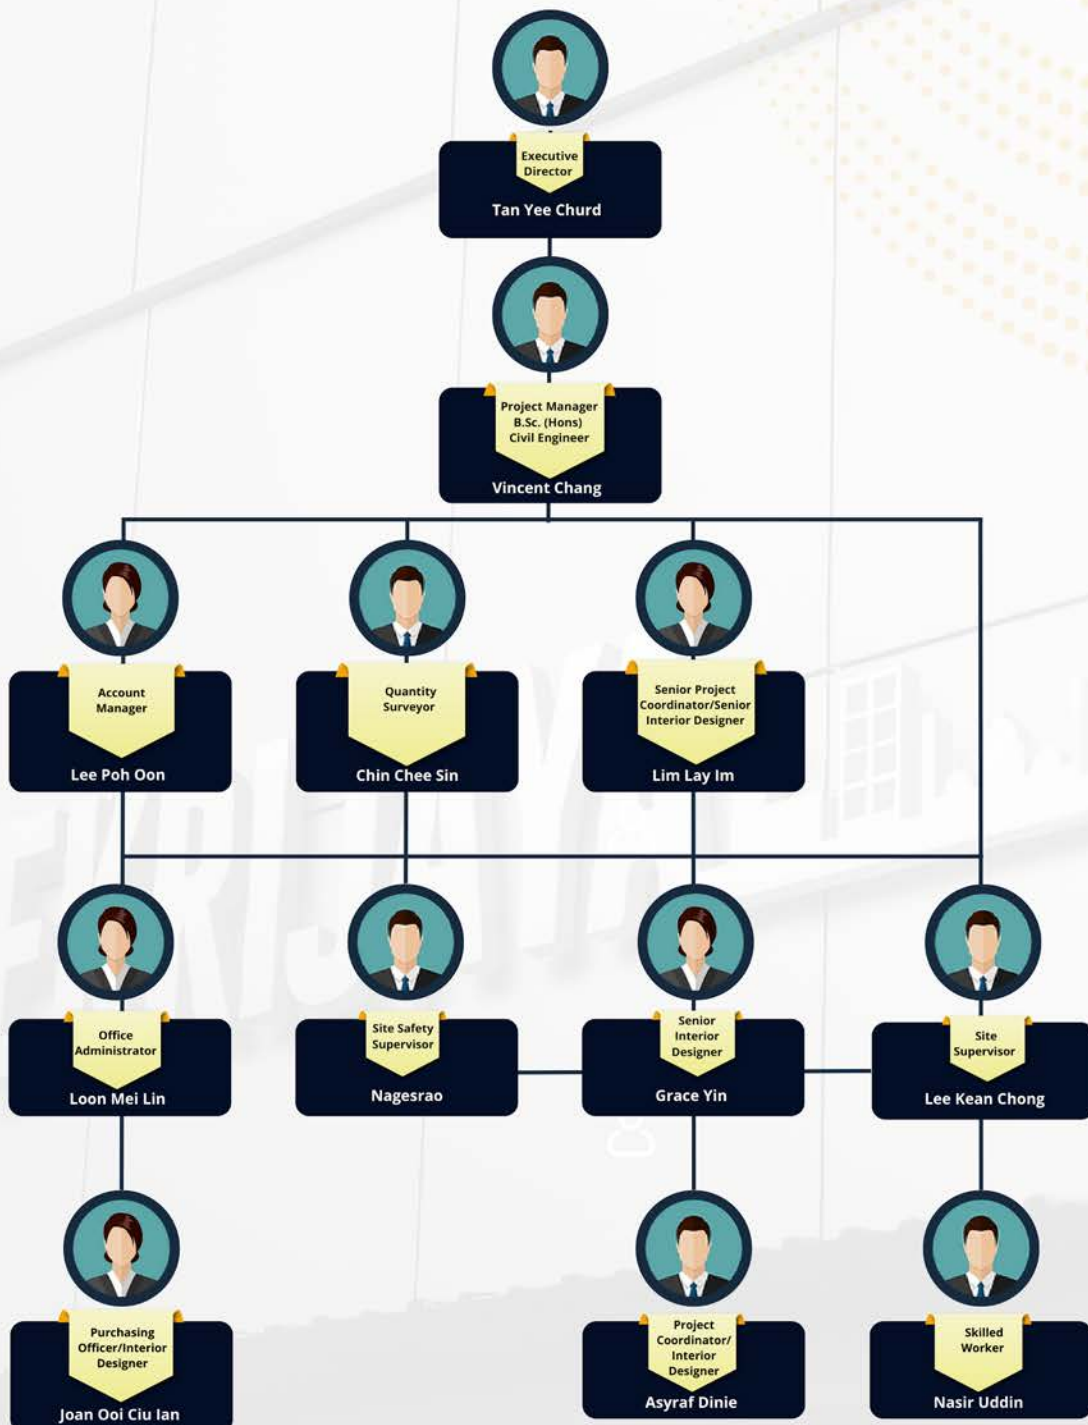 Executive
Director
Tan Yee Churd
Project Manager
B.Sc. (Hons)
Civil Engineer
Vincent Chang
Account
Manager
Lee Poh Oon
Quantity
Surveyor
Chin Chee Sin
Senior Project
Coordinator/Senior
Interior Designer
Lim Lay Im
Office
Administrator
Loon Mei Lin
Site Safety
Supervisor
Nagesrao
Senior
Interior
Designer
Grace Yin
Site
Supervisor
Lee Kean Chong
Purchasing
Officer/Interior
Designer
Joan Ooi Ciu Ian
Project
Coordinator/
Interior
Designer
Asyraf Dinie
Skilled
Worker
Nasir Uddin